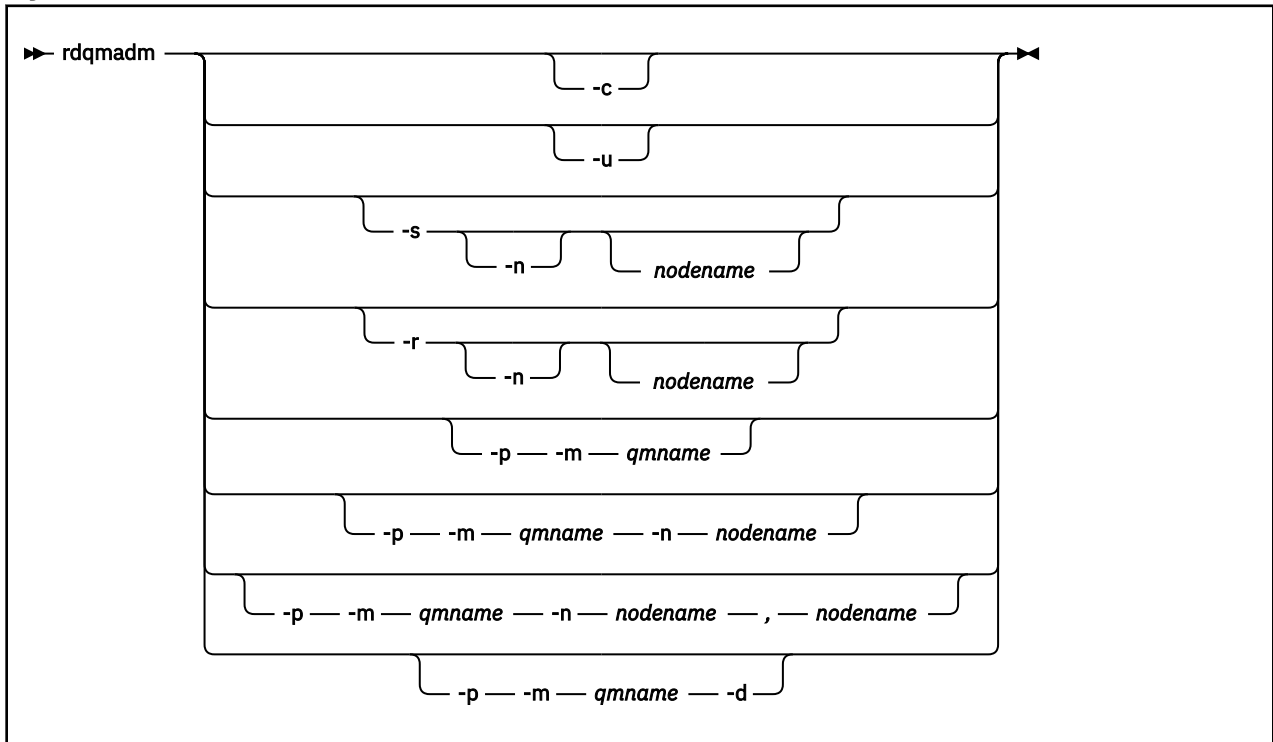 rdqmadm
-c
-u
-s
-n nodename
-r
-n nodename
-p -m qmname
-p -m qmname -n nodename
-p -m qmname -n nodename , nodename
-p -m qmname -d